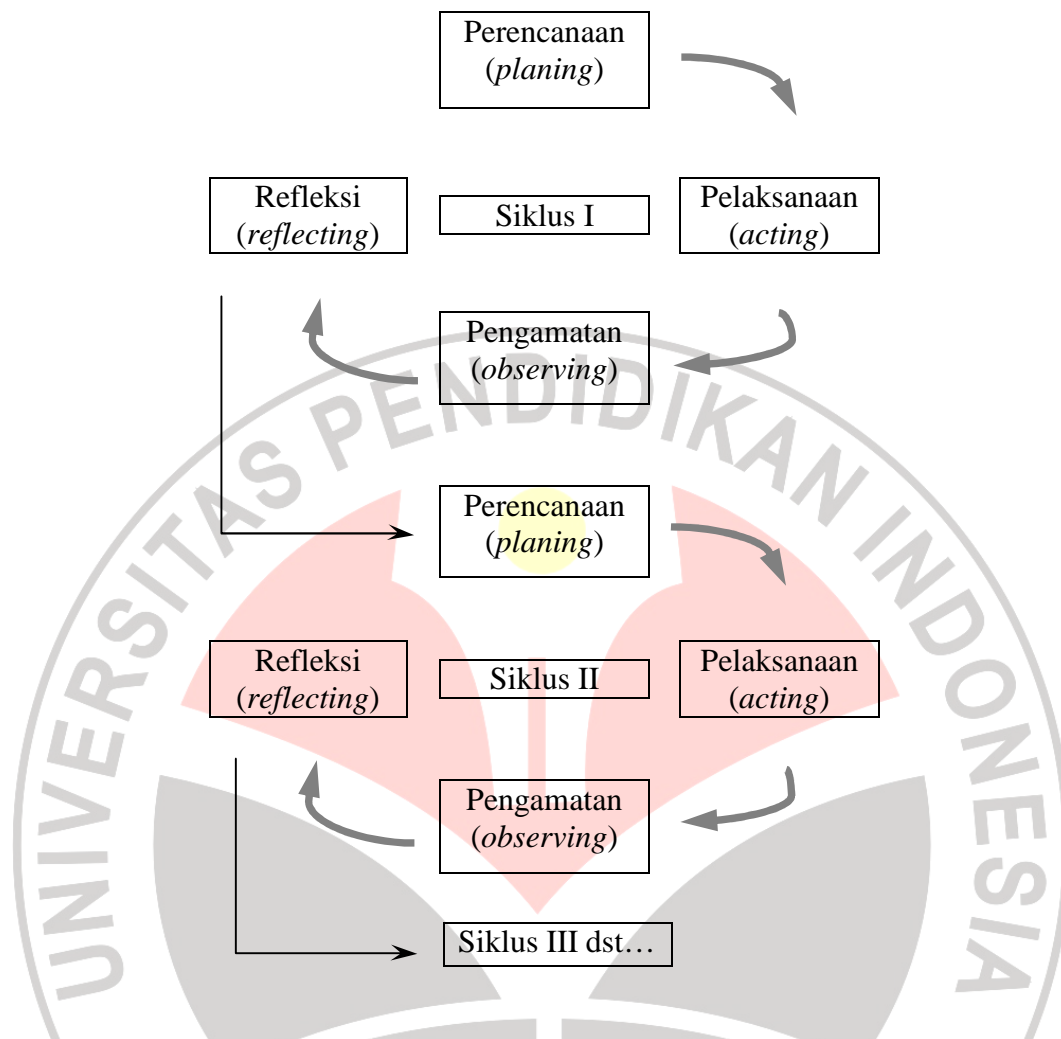 Perencanaan
(planing)
Refleksi
(reflecting)
Siklus I
Pelaksanaan
(acting)
Pengamatan
(observing)
Perencanaan
(planing)
Refleksi
(reflecting)
Siklus II
Pelaksanaan
(acting)
Pengamatan
(observing)
Siklus III dst…
UNIVERSITAS PENDIDIKAN INDONESIA